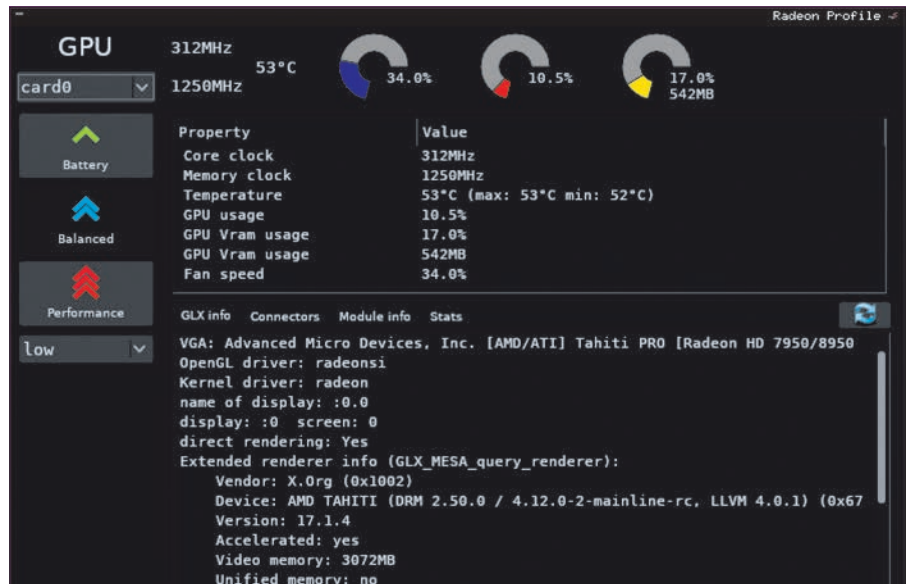 Radeon Profile
GPU
card0
Battery
Balanced
Performance
low
312MHz
53°C
1250MHz
34.0%
10.5%
17.0%
542MB
Property Value
Core clock 312MHz
Memory clock 1250MHz
Temperature 53°C (max: 53°C min: 52°C)
GPU usage 10.5%
GPU Vram usage 17.0%
GPU Vram usage 542MB
Fan speed 34.0%
GLX info Connectors Module info Stats
VGA: Advanced Micro Devices, Inc. [AMD/ATI] Tahiti PRO [Radeon HD 7950/8950
OpenGL driver: radeonsi
Kernel driver: radeon
name of display: :0.0
display: :0 screen: 0
direct rendering: Yes
Extended renderer info (GLX_MESA_query_renderer):
Vendor: X.Org (0x1002)
Device: AMD TAHITI (DRM 2.50.0 / 4.12.0-2-mainline-rc, LLVM 4.0.1) (0x67
Version: 17.1.4
Accelerated: yes
Video memory: 3072MB
Unified memory: no